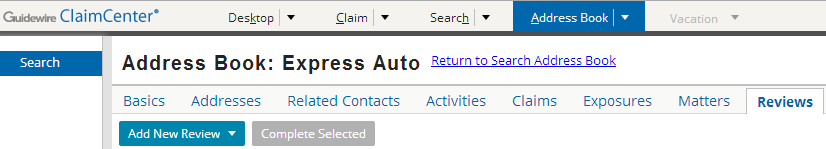 Guidewire ClaimCenter® Desktop Claim Search Address Book Vacation
Search
Address Book: Express Auto Return to Search Address Book
Basics Addresses Related Contacts Activities Claims Exposures Matters Reviews
Add New Review Complete Selected